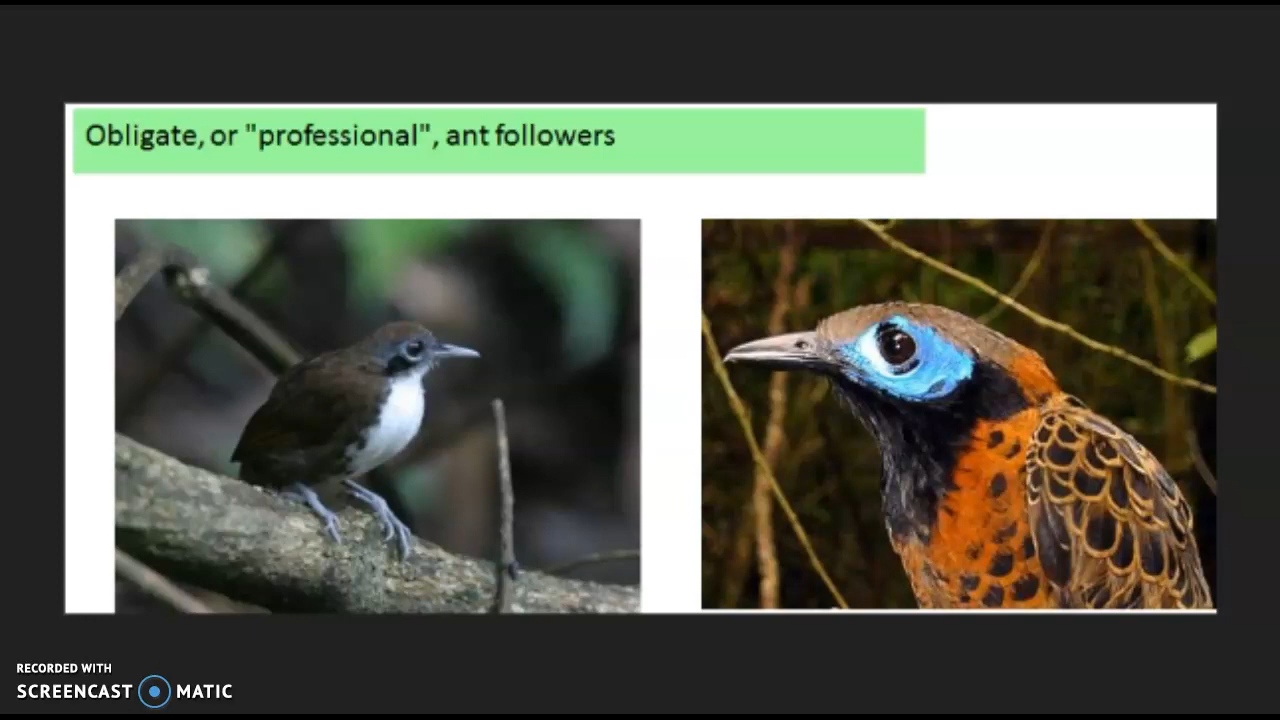 Obligate, or "professional", ant followers
RECORDED WITH
SCREENCAST MATIC